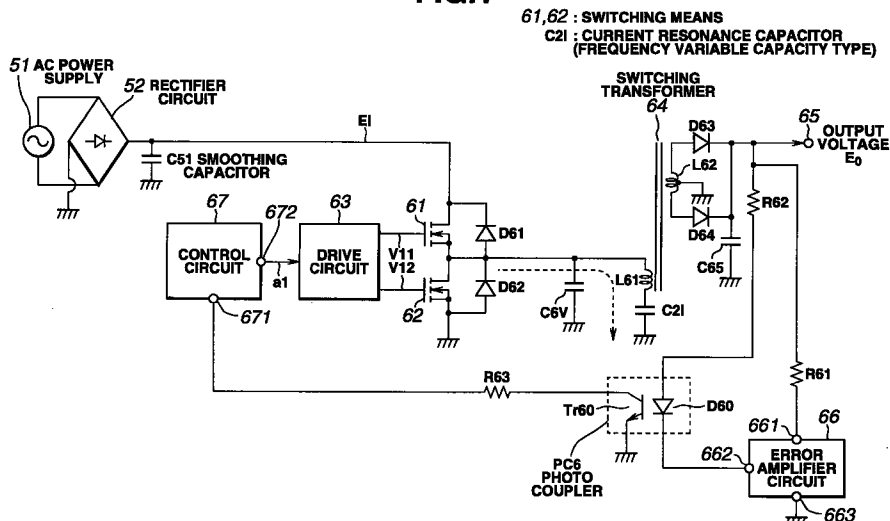 61,62 : SWITCHING MEANS
C2I : CURRENT RESONANCE CAPACITOR
(FREQUENCY VARIABLE CAPACITY TYPE)
51 AC POWER
SUPPLY
52 RECTIFIER
CIRCUIT
SWITCHING
TRANSFORMER
64
EI
C51 SMOOTHING
CAPACITOR
D63
L62
D64
C65
65
OUTPUT
VOLTAGE
E0
R62
67
CONTROL
CIRCUIT
672
a1
671
63
DRIVE
CIRCUIT
61
V11
V12
62
D61
D62
C6V
L61
C2I
R63
Tr60
D60
PC6
PHOTO
COUPLER
R61
661
66
662
ERROR
AMPLIFIER
CIRCUIT
663